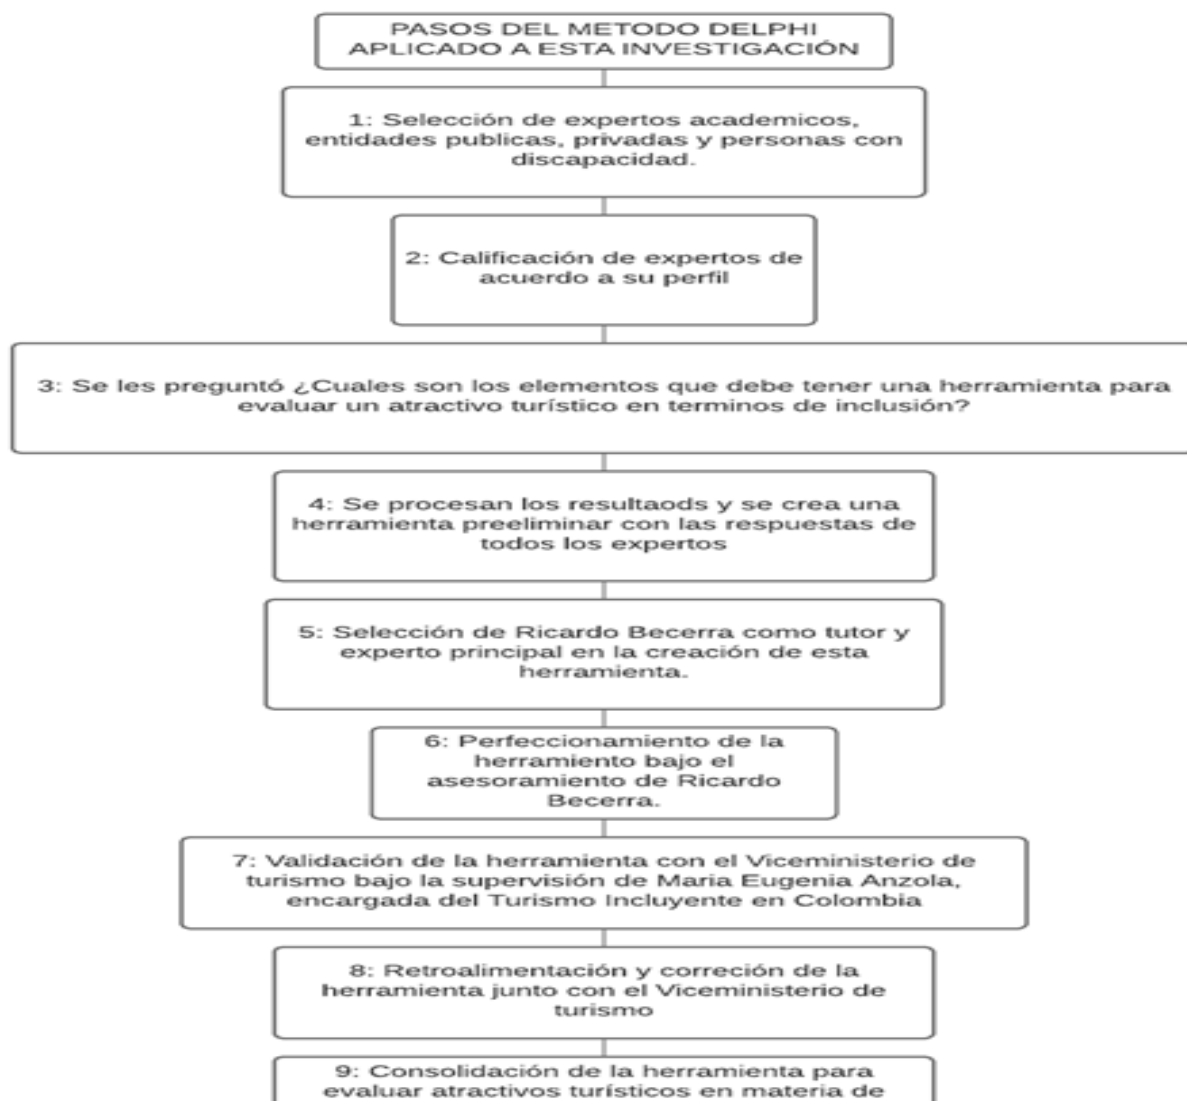 PASOS DEL METODO DELPHI
APLICADO A ESTA INVESTIGACIÓN
1: Selección de expertos academicos,
entidades publicas, privadas y personas con
discapacidad.
2: Calificación de expertos de
acuerdo a su perfil
3: Se les preguntó ¿Cuales son los elementos que debe tener una herramienta para
evaluar un atractivo turístico en terminos de inclusión?
4: Se procesan los resultaods y se crea una
herramienta preeliminar con las respuestas de
todos los expertos
5: Selección de Ricardo Becerra como tutor y
experto principal en la creación de esta
herramienta.
6: Perfeccionamiento de la
herramiento bajo el
asesoramiento de Ricardo
Becerra.
7: Validación de la herramienta con el Viceministerio de
turismo bajo la supervisión de Maria Eugenia Anzola,
encargada del Turismo Incluyente en Colombia
8: Retroalimentación y correción de la
herramienta junto con el Viceministerio de
turismo
9: Consolidación de la herramienta para
evaluar atractivos turísticos en materia de